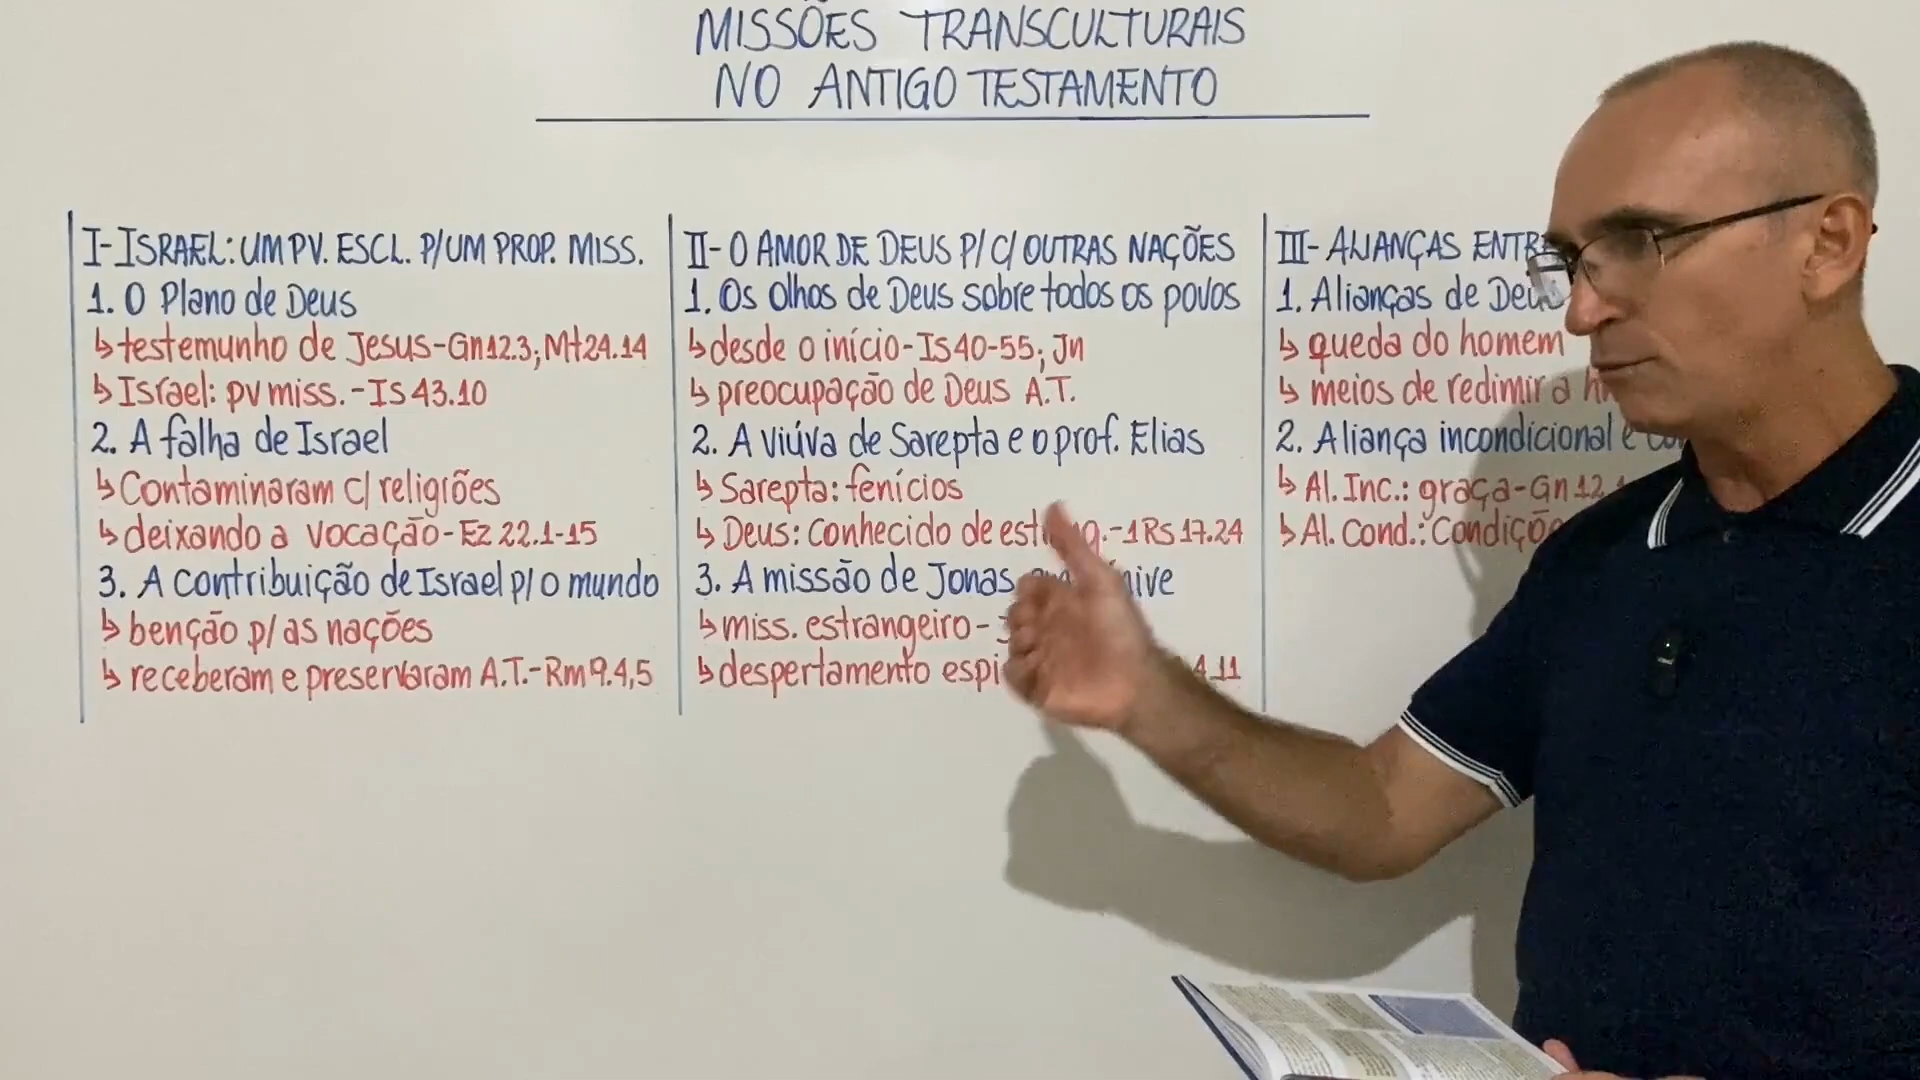 MISSÕES TRANSCULTURAIS
NO ANTIGO TESTAMENTO
I-ISRAEL: UM PV. ESCL. P/UM PROP. MISS.
1. O Plano de Deus
↳ testemunho de Jesus-Gn12.3; Mt24.14
↳ Israel: pv miss. - Is 43.10
2. A falha de Israel
↳ Contaminaram c/ religiões
↳ deixando a vocação - Ez 22.1-15
3. A contribuição de Israel p/ o mundo
↳ benção p/ as nações
↳ receberam e preservaram A.T.-Rm 9.4,5
II- O AMOR DE DEUS P/ C/ OUTRAS NAÇÕES
1. Os olhos de Deus sobre todos os povos
↳ desde o início - Is 40-55; Jn
↳ preocupação de Deus A.T.
2. A viúva de Sarepta e o prof. Elias
↳ Sarepta: fenícios
↳ Deus: conhecido de - 1Rs 17.24
3. A missão de Jonas
↳ miss. estrangeiro -
↳ despertamento 4.11
III- ALIANÇAS
1. Alianças de
↳ queda do homem
↳ meios de redimir a
2. Aliança incondicional e
↳ Al. Inc.: graça - Gn 12.
↳ Al. Cond.: